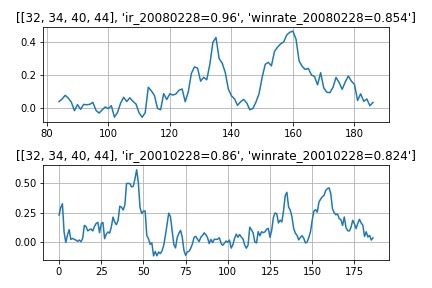 [[32, 34, 40, 44], 'ir_20080228=0.96', 'winrate_20080228=0.854']
0.4
0.2
0.0
80 100 120 140 160 180
[[32, 34, 40, 44], 'ir_20010228=0.86', 'winrate_20010228=0.824']
0.50
0.25
0.00
0 25 50 75 100 125 150 175